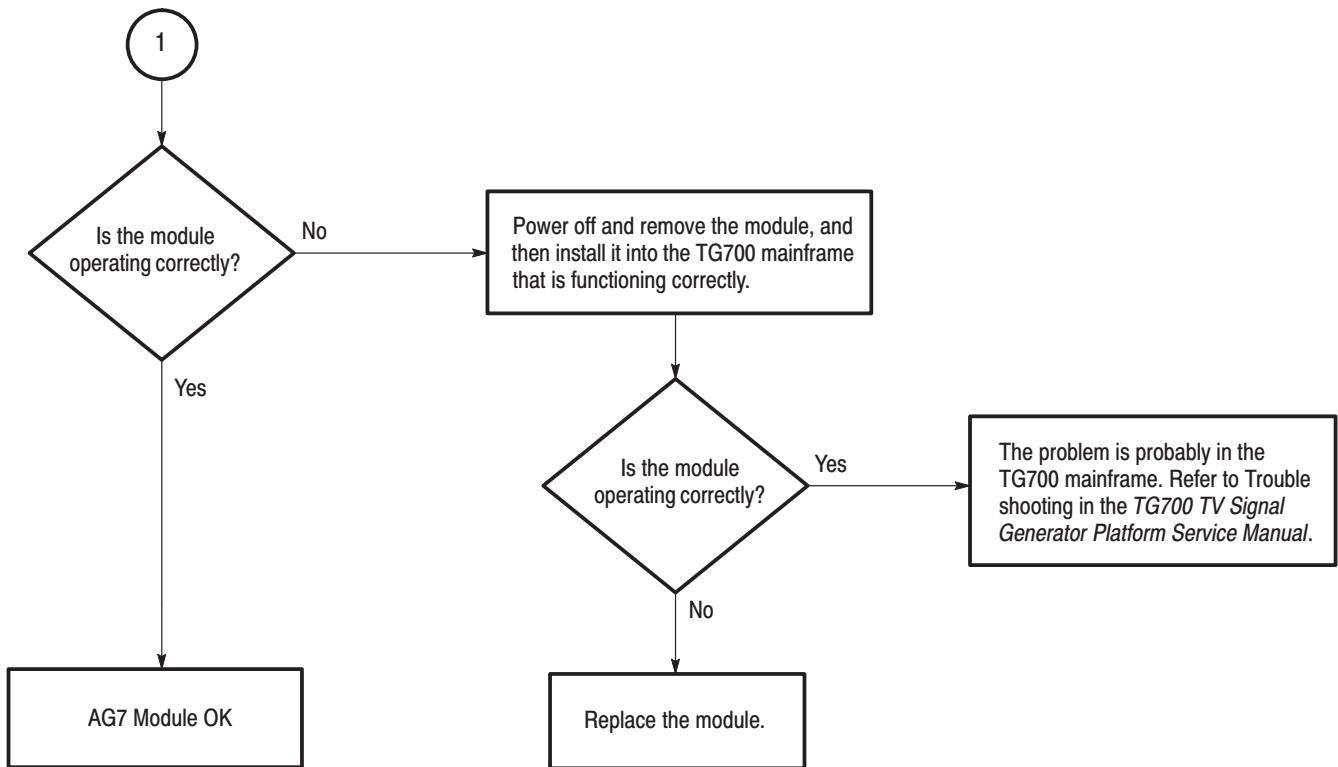 1
Is the module
operating correctly?
No
Yes
Power off and remove the module, and
then install it into the TG700 mainframe
that is functioning correctly.
Is the module
operating correctly?
Yes
No
The problem is probably in the
TG700 mainframe. Refer to Trouble
shooting in the TG700 TV Signal
Generator Platform Service Manual.
AG7 Module OK
Replace the module.